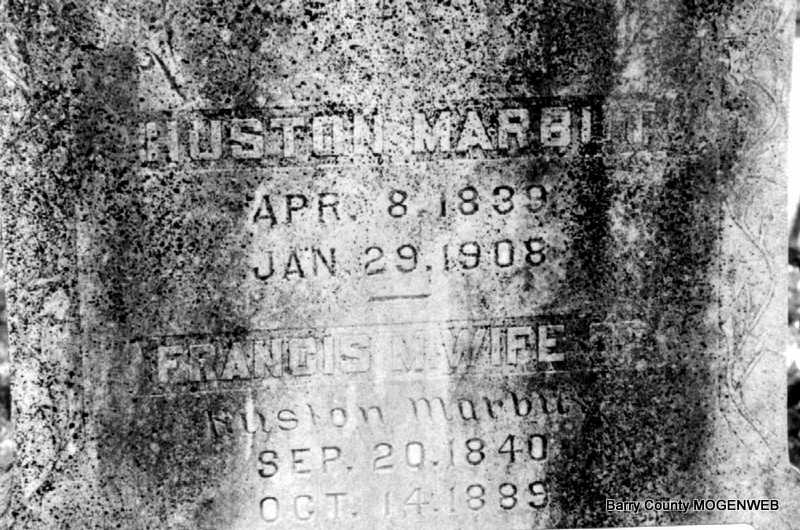 HUSTON MARBUT
APR. 8. 1839
JAN. 29. 1908
FRANCIS M. WIFE OF
Huston Marbut
SEP. 20. 1840
OCT. 14. 1889
Barry County MOGENWEB